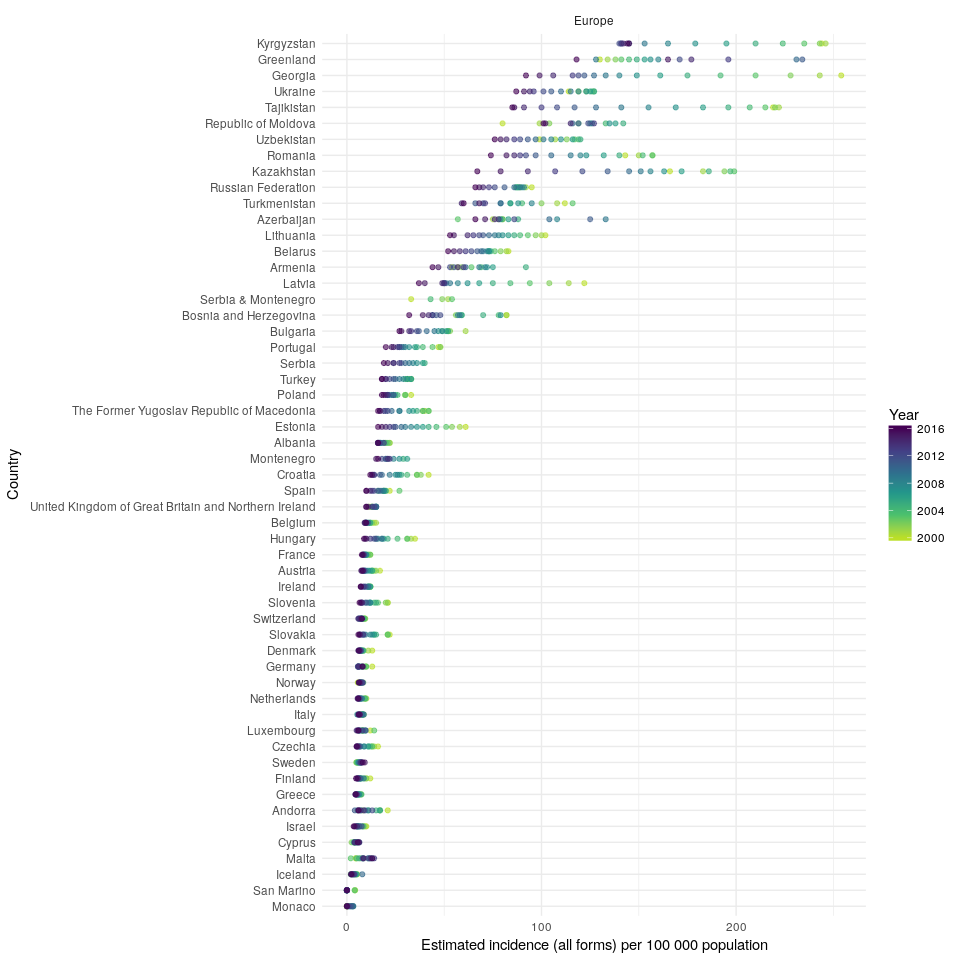 Europe
Kyrgyzstan
Greenland
Georgia
Ukraine
Tajikistan
Republic of Moldova
Uzbekistan
Romania
Kazakhstan
Russian Federation
Turkmenistan
Azerbaijan
Lithuania
Belarus
Armenia
Latvia
Serbia & Montenegro
Bosnia and Herzegovina
Bulgaria
Portugal
Serbia
Turkey
Poland
The Former Yugoslav Republic of Macedonia
Estonia
Albania
Montenegro
Croatia
Spain
United Kingdom of Great Britain and Northern Ireland
Belgium
Hungary
France
Austria
Ireland
Slovenia
Switzerland
Slovakia
Denmark
Germany
Norway
Netherlands
Italy
Luxembourg
Czechia
Sweden
Finland
Greece
Andorra
Israel
Cyprus
Malta
Iceland
San Marino
Monaco
Country
0 100 200
Estimated incidence (all forms) per 100 000 population
Year
2016
2012
2008
2004
2000